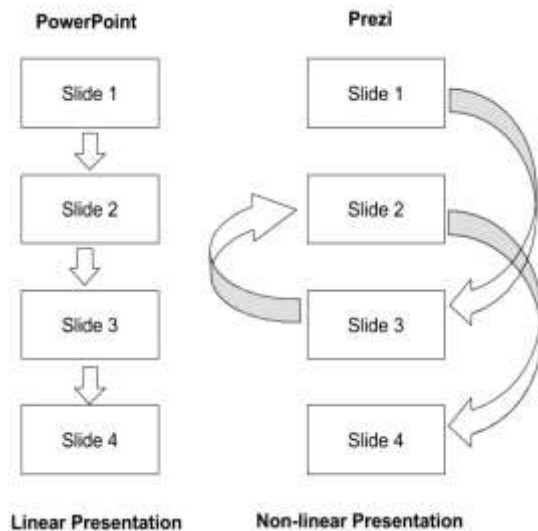 PowerPoint
Prezi
Slide 1
Slide 1
Slide 2
Slide 2
Slide 3
Slide 3
Slide 4
Slide 4
Linear Presentation
Non-linear Presentation